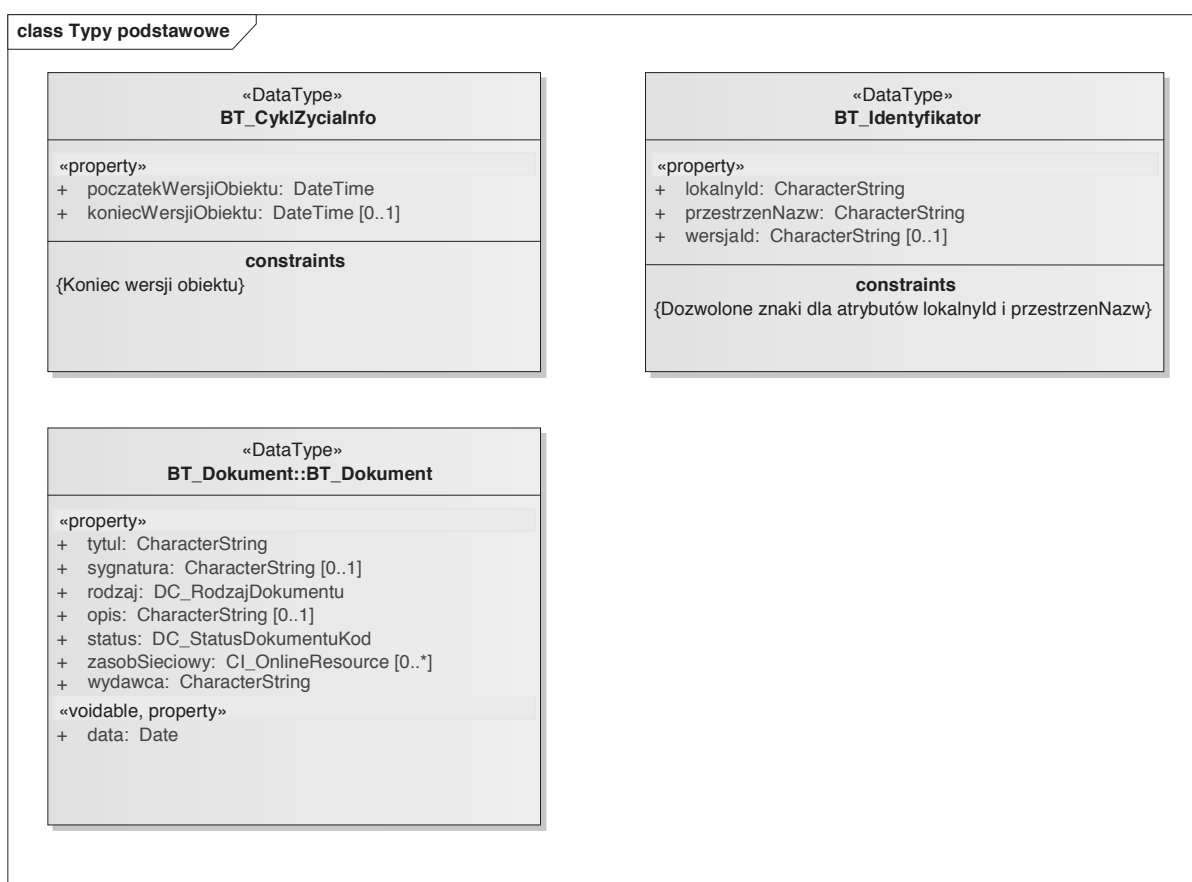 class Typy podstawowe
«DataType»
BT_CyklZyciaInfo
«property»
+ poczatekWersjiObiektu: DateTime
+ koniecWersjiObiektu: DateTime [0..1]
constraints
{Koniec wersji obiektu}
«DataType»
BT_Identyfikator
«property»
+ lokalnyId: CharacterString
+ przestrzenNazw: CharacterString
+ wersjaId: CharacterString [0..1]
constraints
{Dozwolone znaki dla atrybutów lokalnyId i przestrzenNazw}
«DataType»
BT_Dokument::BT_Dokument
«property»
+ tytul: CharacterString
+ sygnatura: CharacterString [0..1]
+ rodzaj: DC_RodzajDokumentu
+ opis: CharacterString [0..1]
+ status: DC_StatusDokumentuKod
+ zasobSieciowy: CI_OnlineResource [0..*]
+ wydawca: CharacterString
«voidable, property»
+ data: Date